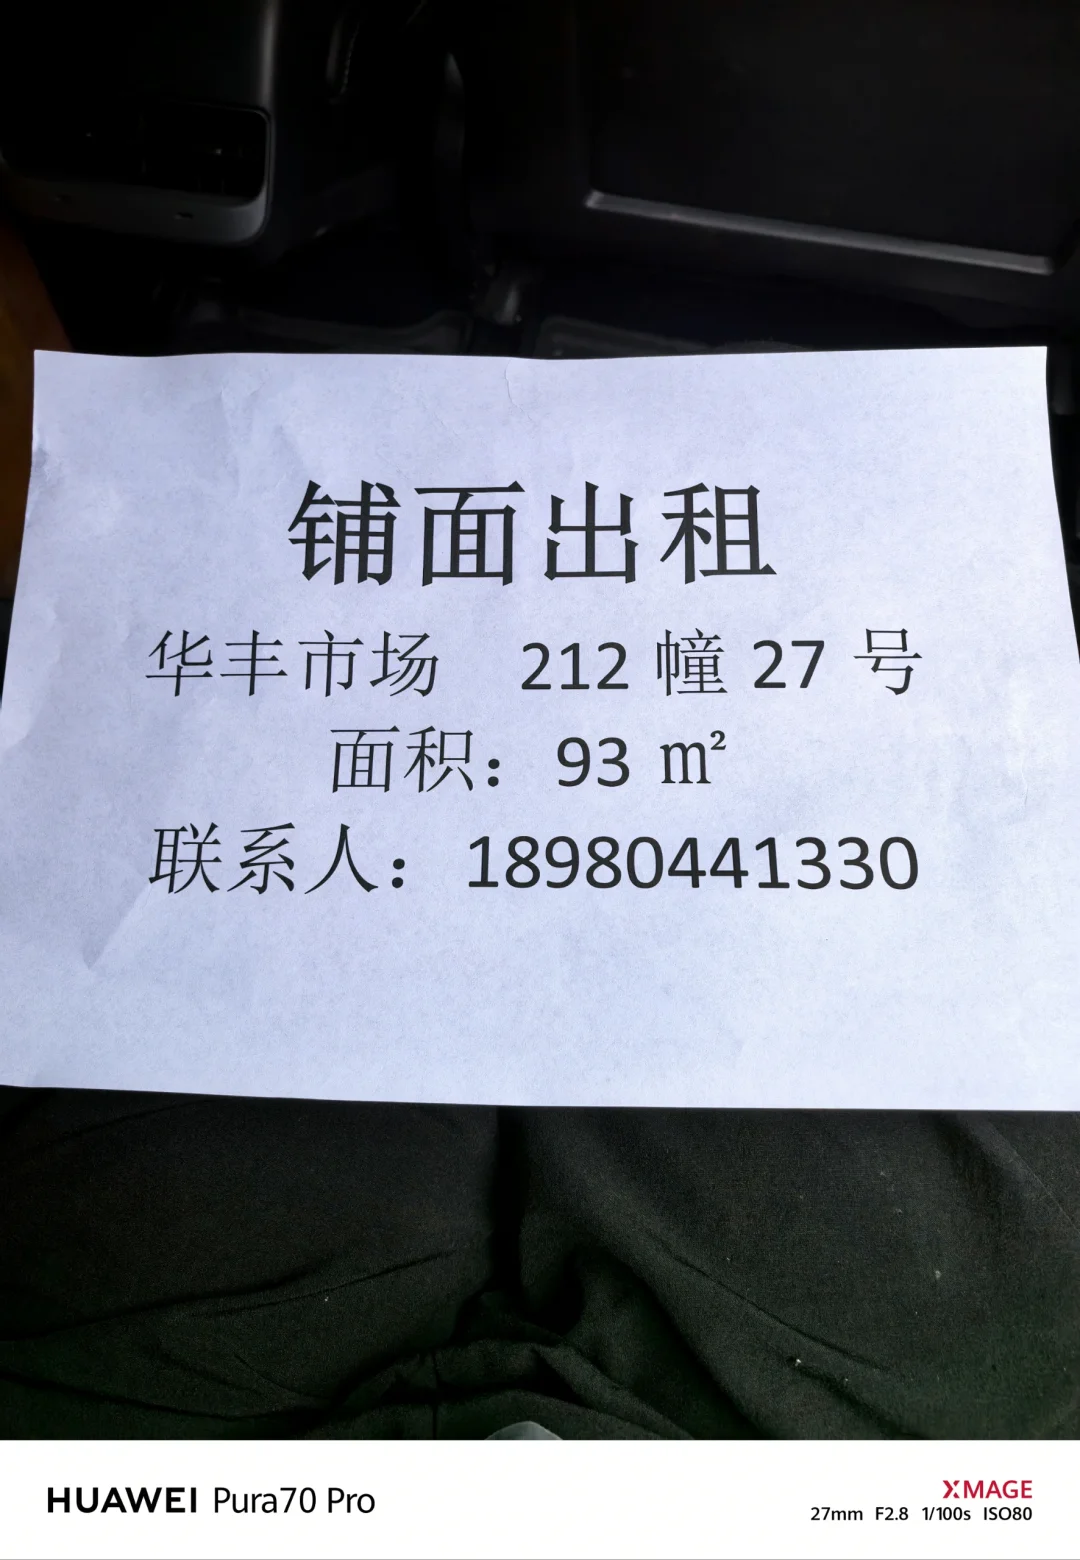 铺面出租
华丰市场 212 幢 27 号
面积：93 ㎡
联系人：18980441330
HUAWEI Pura70 Pro
XMAGE
27mm F2.8 1/100s ISO80